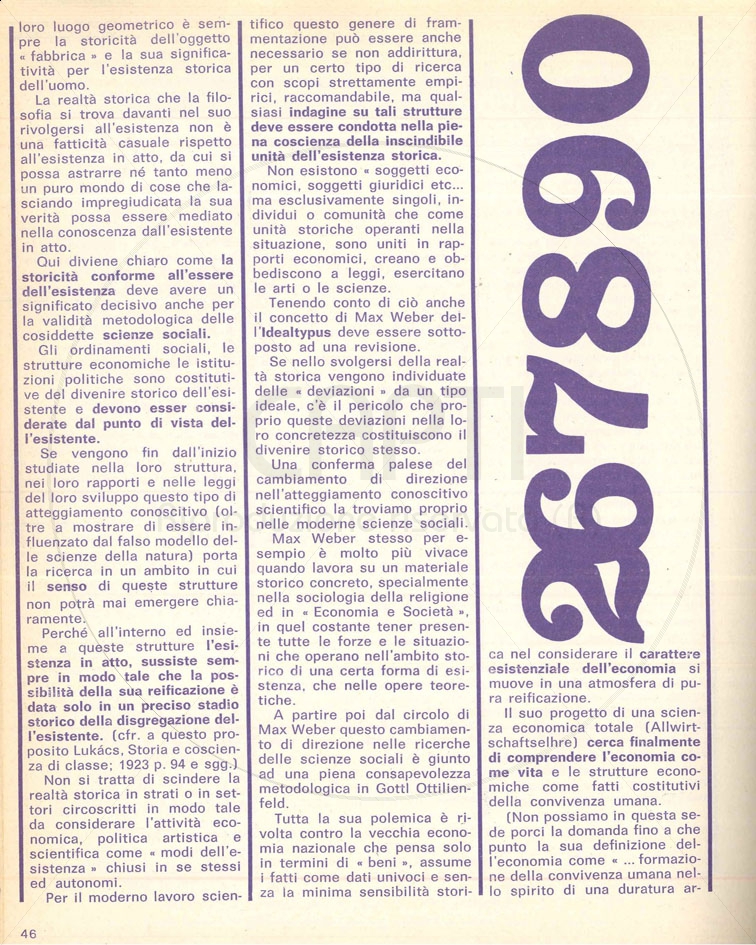 loro luogo geometrico è sem-
pre la storicità dell'oggetto
« fabbrica » e la sua significa-
tività per l'esistenza storica
dell'uomo.
La realtà storica che la filo-
sofia si trova davanti nel suo
rivolgersi all'esistenza non è
una fatticità casuale rispetto
all'esistenza in atto, da cui si
possa astrarre né tanto meno
un puro mondo di cose che la-
sciando impregiudicata la sua
verità possa essere mediato
nella conoscenza dall'esistente
in atto.
Qui diviene chiaro come la
storicità conforme all'essere
dell'esistenza deve avere un
significato decisivo anche per
la validità metodologica delle
cosiddette scienze sociali.
Gli ordinamenti sociali, le
strutture economiche le istitu-
zioni politiche sono costituti-
ve del divenire storico dell'esi-
stente e devono esser consi-
derate dal punto di vista del-
l'esistente.
Se vengono fin dall'inizio
studiate nella loro struttura,
nei loro rapporti e nelle leggi
del loro sviluppo questo tipo di
atteggiamento conoscitivo (ol-
tre a mostrare di essere in-
fluenzato dal falso modello del-
le scienze della natura) porta
la ricerca in un ambito in cui
il senso di queste strutture
non potrà mai emergere chia-
ramente.
Perché all'interno ed insie-
me a queste strutture l'esi-
stenza in atto, sussiste sem-
pre in modo tale che la pos-
sibilità della sua reificazione è
data solo in un preciso stadio
storico della disgregazione del-
l'esistente. (cfr. a questo pro-
posito Lukács, Storia e coscien-
za di classe; 1923 p. 94 e sgg.)
Non si tratta di scindere la
realtà storica in strati o in set-
tori circoscritti in modo tale
da considerare l'attività eco-
nomica, politica artistica e
scientifica come « modi dell'e-
sistenza » chiusi in se stessi
ed autonomi.
Per il moderno lavoro scien-
tifico questo genere di fram-
mentazione può essere anche
necessario se non addirittura,
per un certo tipo di ricerca
con scopi strettamente empi-
rici, raccomandabile, ma qual-
siasi indagine su tali strutture
deve essere condotta nella pie-
na coscienza della inscindibile
unità dell'esistenza storica.
Non esistono « soggetti eco-
nomici, soggetti giuridici etc...
ma esclusivamente singoli, in-
dividui o comunità che come
unità storiche operanti nella
situazione, sono uniti in rap-
porti economici, creano e ob-
bediscono a leggi, esercitano
le arti o le scienze.
Tenendo conto di ciò anche
il concetto di Max Weber del-
l'Idealtypus deve essere sotto-
posto ad una revisione.
Se nello svolgersi della real-
tà storica vengono individuate
delle « deviazioni » da un tipo
ideale, c'è il pericolo che pro-
prio queste deviazioni nella lo-
ro concretezza costituiscono il
divenire storico stesso.
Una conferma palese del
cambiamento di direzione
nell'atteggiamento conoscitivo
scientifico la troviamo proprio
nelle moderne scienze sociali.
Max Weber stesso per e-
sempio è molto più vivace
quando lavora su un materiale
storico concreto, specialmente
nella sociologia della religione
ed in « Economia e Società »,
in quel costante tener presen-
te tutte le forze e le situazio-
ni che operano nell'ambito sto-
rico di una certa forma di esi-
stenza, che nelle opere teore-
tiche.
A partire poi dal circolo di
Max Weber questo cambiamen-
to di direzione nelle ricerche
delle scienze sociali è giunto
ad una piena consapevolezza
metodologica in Gottl Ottilien-
feld.
Tutta la sua polemica è ri-
volta contro la vecchia econo-
mia nazionale che pensa solo
in termini di « beni », assume
i fatti come dati univoci e sen-
za la minima sensibilità stori-
267890
ca nel considerare il carattere
esistenziale dell'economia si
muove in una atmosfera di pu-
ra reificazione.
Il suo progetto di una scien-
za economica totale (Allwirt-
schaftselhre) cerca finalmente
di comprendere l'economia co-
me vita e le strutture econo-
miche come fatti costitutivi
della convivenza umana.
(Non possiamo in questa se-
de porci la domanda fino a che
punto la sua definizione del-
l'economia come « ... formazio-
ne della convivenza umana nel-
lo spirito di una duratura ar-
46